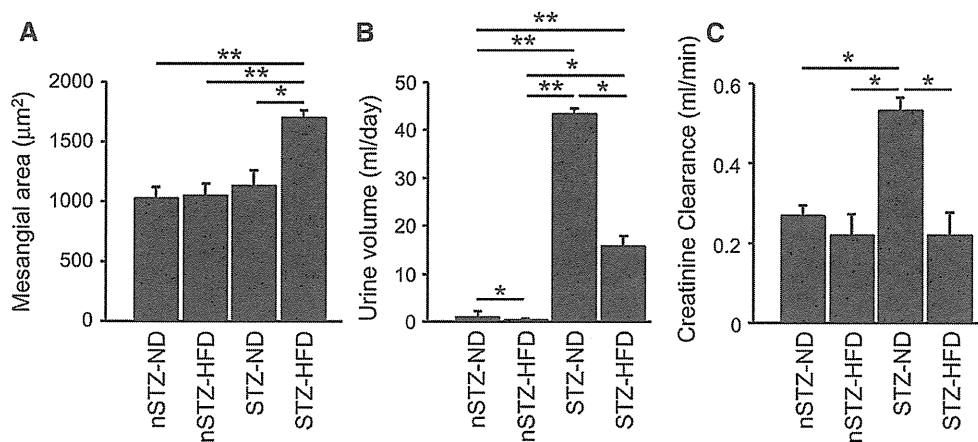 A
Mesangial area (μm²)
2000
1500
1000
500
0
**
**
*
nSTZ-ND
nSTZ-HFD
STZ-ND
STZ-HFD
B
Urine volume (ml/day)
50
40
30
20
10
0
**
**
*
**
*
*
nSTZ-ND
nSTZ-HFD
STZ-ND
STZ-HFD
C
Creatinine Clearance (ml/min)
0.6
0.4
0.2
0
*
*
*
nSTZ-ND
nSTZ-HFD
STZ-ND
STZ-HFD